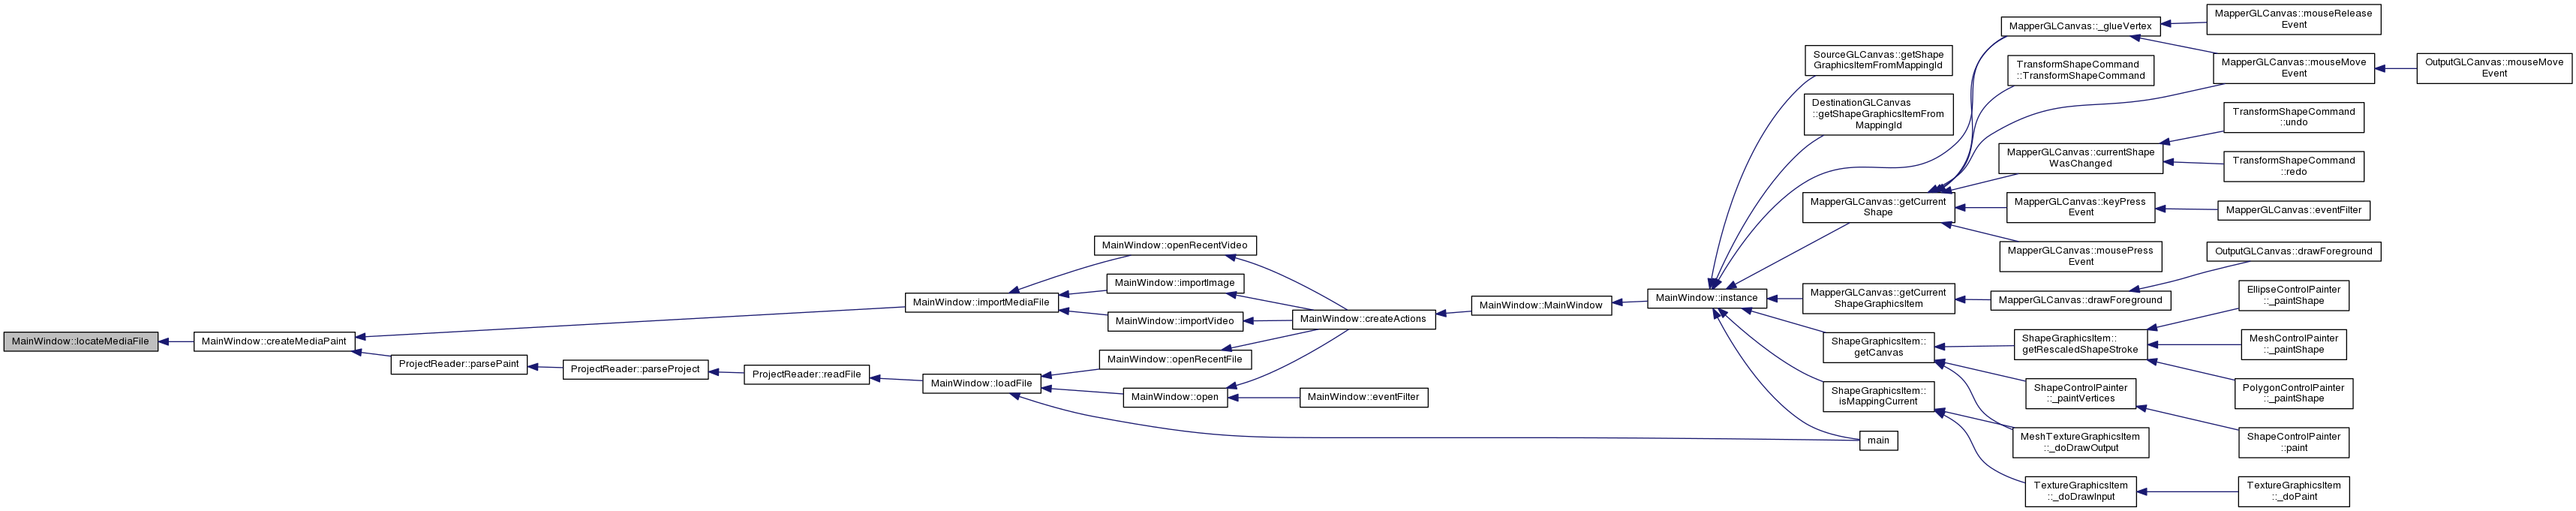 MainWindow::locateMediaFile
MainWindow::createMediaPaint
MainWindow::importMediaFile
ProjectReader::parsePaint
ProjectReader::parseProject
ProjectReader::readFile
MainWindow::loadFile
MainWindow::openRecentVideo
MainWindow::importImage
MainWindow::importVideo
MainWindow::openRecentFile
MainWindow::open
MainWindow::createActions
MainWindow::eventFilter
MainWindow::MainWindow
MainWindow::instance
main
SourceGLCanvas::getShape
GraphicsItemFromMappingId
DestinationGLCanvas
::getShapeGraphicsItemFrom
MappingId
MapperGLCanvas::getCurrent
Shape
MapperGLCanvas::getCurrent
ShapeGraphicsItem
ShapeGraphicsItem::
getCanvas
ShapeGraphicsItem::
isMappingCurrent
MapperGLCanvas::_glueVertex
TransformShapeCommand
::TransformShapeCommand
MapperGLCanvas::currentShape
WasChanged
MapperGLCanvas::keyPress
Event
MapperGLCanvas::mousePress
Event
MapperGLCanvas::drawForeground
ShapeGraphicsItem::
getRescaledShapeStroke
ShapeControlPainter
::_paintVertices
MeshTextureGraphicsItem
::_doDrawOutput
TextureGraphicsItem
::_doDrawInput
MapperGLCanvas::mouseRelease
Event
MapperGLCanvas::mouseMove
Event
TransformShapeCommand
::undo
TransformShapeCommand
::redo
MapperGLCanvas::eventFilter
OutputGLCanvas::drawForeground
EllipseControlPainter
::_paintShape
MeshControlPainter
::_paintShape
PolygonControlPainter
::_paintShape
ShapeControlPainter
::paint
TextureGraphicsItem
::_doPaint
OutputGLCanvas::mouseMove
Event